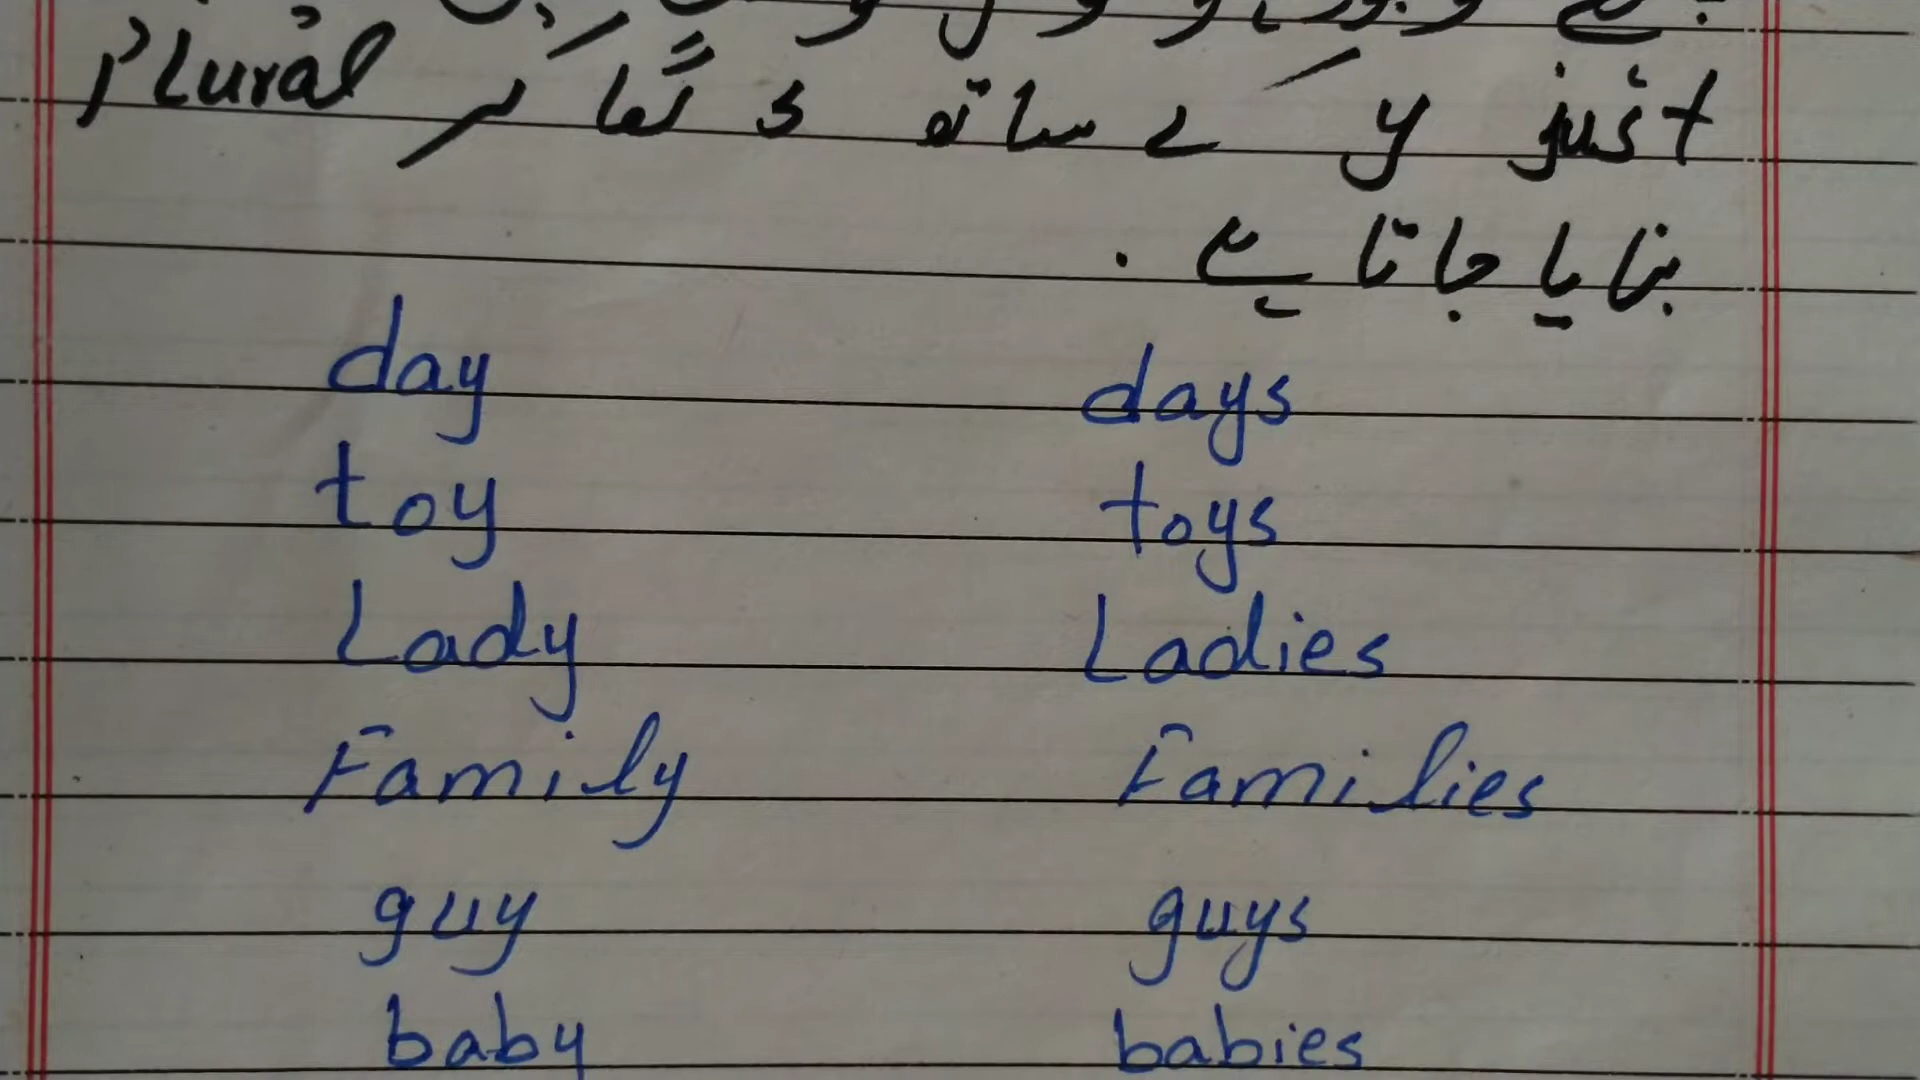 just y کے ساتھ s لگا کر Plural
بنایا جاتا ہے .
day days
toy toys
Lady Ladies
Family Families
guy guys
baby babies